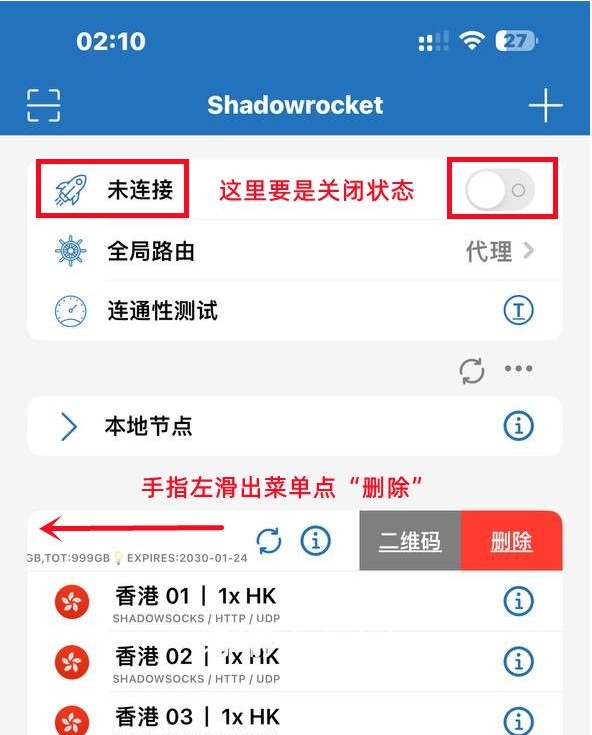 02:10
27
Shadowrocket
未连接
这里要是关闭状态
全局路由
代理
连通性测试
T
本地节点
手指左滑出菜单点“删除”
GB,TOT:999GB💡EXPIRES:2030-01-24
二维码
删除
香港 01 | 1x HK
SHADOWSOCKS / HTTP / UDP
香港 02 | 1x HK
SHADOWSOCKS / HTTP / UDP
香港 03 | 1x HK